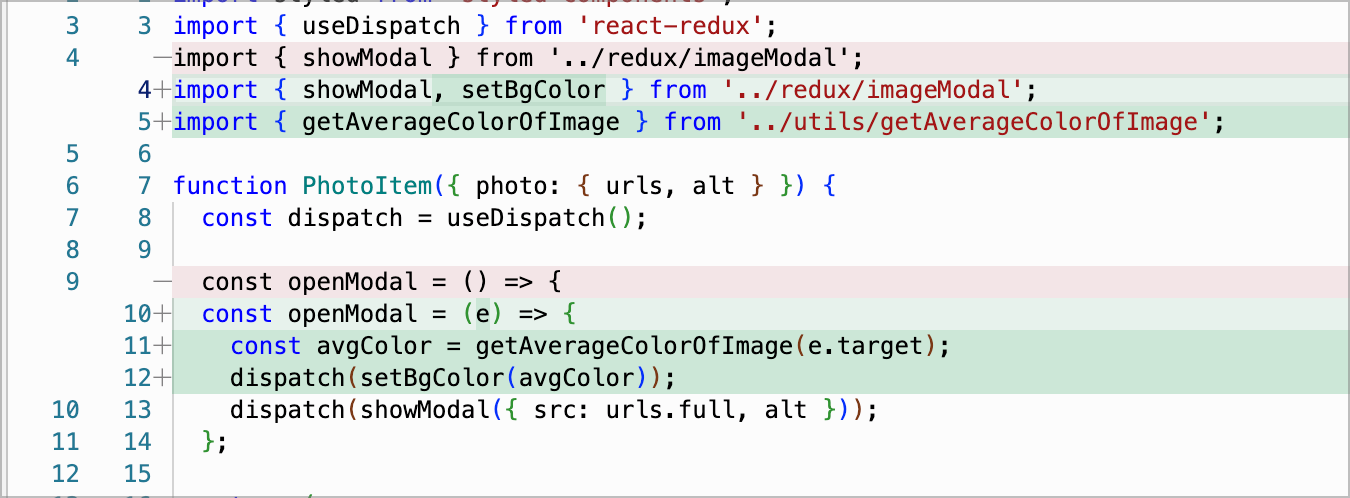 3 3 import { useDispatch } from 'react-redux';
4 —import { showModal } from '../redux/imageModal';
4+import { showModal, setBgColor } from '../redux/imageModal';
5+import { getAverageColorOfImage } from '../utils/getAverageColorOfImage';
5 6
6 7 function PhotoItem({ photo: { urls, alt } }) {
7 8 const dispatch = useDispatch();
8 9
9 — const openModal = () => {
10+ const openModal = (e) => {
11+ const avgColor = getAverageColorOfImage(e.target);
12+ dispatch(setBgColor(avgColor));
10 13 dispatch(showModal({ src: urls.full, alt }));
11 14 };
12 15